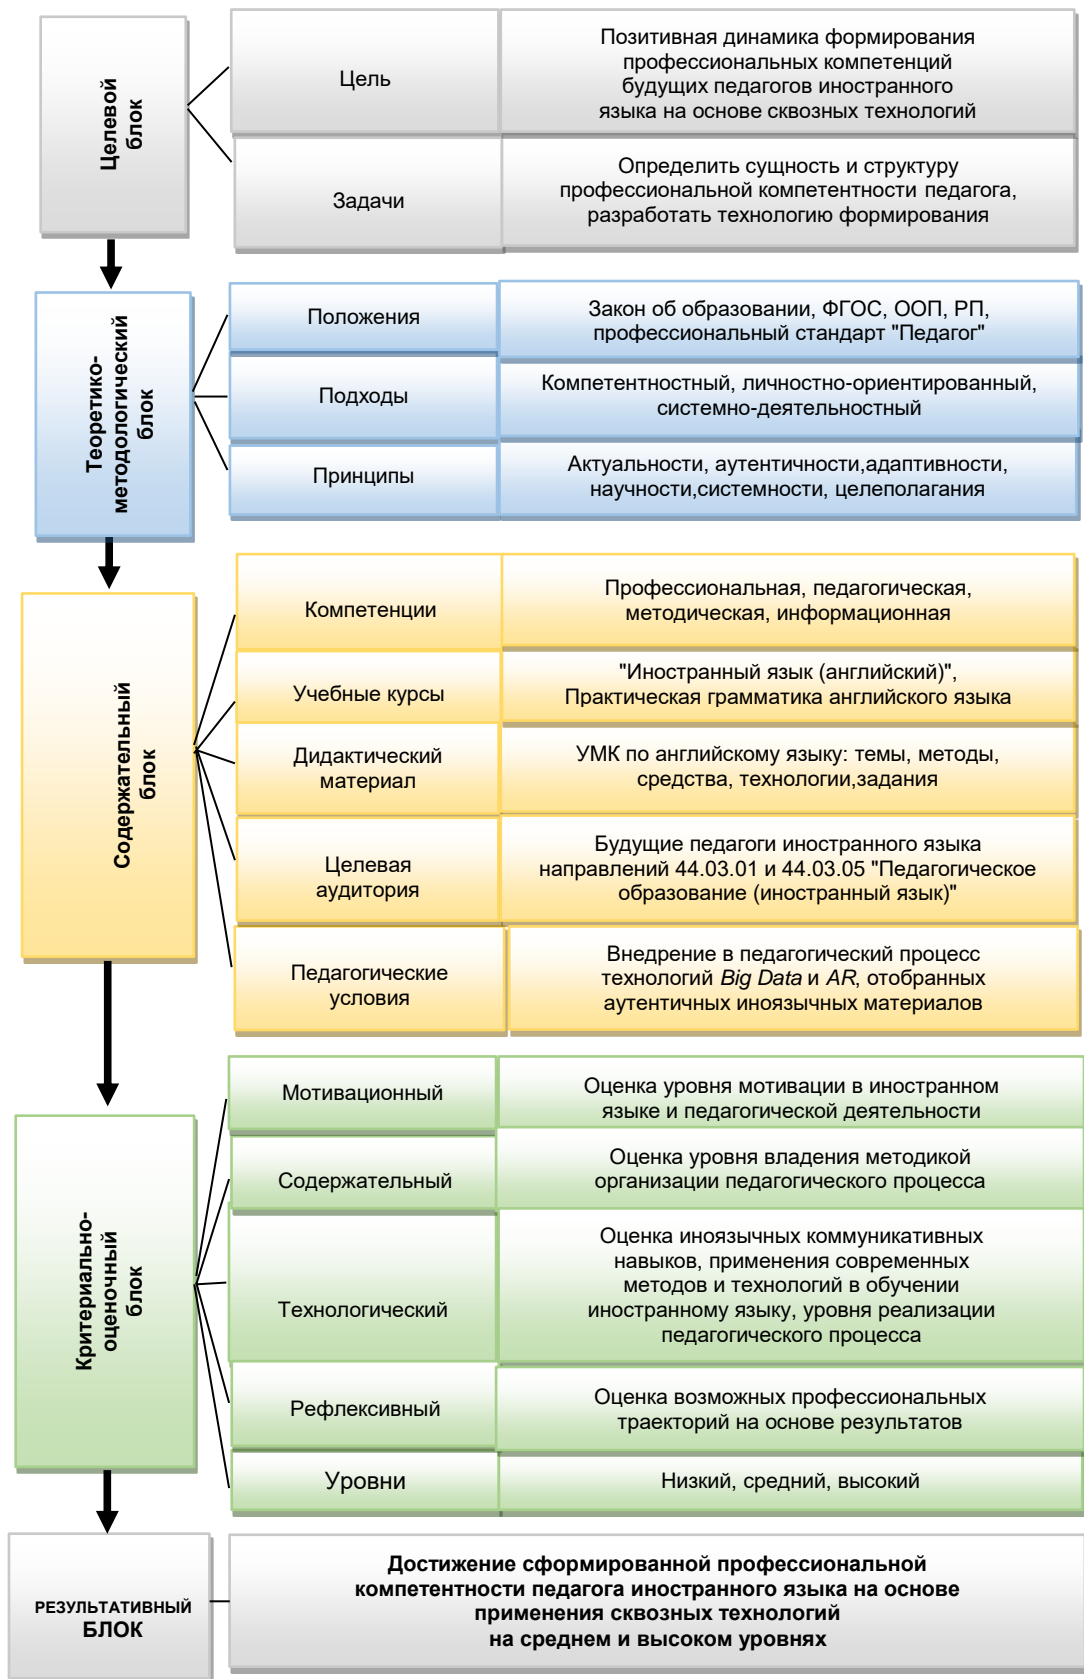 Целевой
блок
Цель
Позитивная динамика формирования
профессиональных компетенций
будущих педагогов иностранного
языка на основе сквозных технологий
Задачи
Определить сущность и структуру
профессиональной компетентности педагога,
разработать технологию формирования
Теоретико-
методологический
блок
Положения
Закон об образовании, ФГОС, ООП, РП,
профессиональный стандарт "Педагог"
Подходы
Компетентностный, личностно-ориентированный,
системно-деятельностный
Принципы
Актуальности, аутентичности,адаптивности,
научности,системности, целеполагания
Содержательный
блок
Компетенции
Профессиональная, педагогическая,
методическая, информационная
Учебные курсы
"Иностранный язык (английский)",
Практическая грамматика английского языка
Дидактический
материал
УМК по английскому языку: темы, методы,
средства, технологии,задания
Целевая
аудитория
Будущие педагоги иностранного языка
направлений 44.03.01 и 44.03.05 "Педагогическое
образование (иностранный язык)"
Педагогические
условия
Внедрение в педагогический процесс
технологий Big Data и AR, отобранных
аутентичных иноязычных материалов
Критериально-
оценочный
блок
Мотивационный
Оценка уровня мотивации в иностранном
языке и педагогической деятельности
Содержательный
Оценка уровня владения методикой
организации педагогического процесса
Технологический
Оценка иноязычных коммуникативных
навыков, применения современных
методов и технологий в обучении
иностранному языку, уровня реализации
педагогического процесса
Рефлексивный
Оценка возможных профессиональных
траекторий на основе результатов
Уровни
Низкий, средний, высокий
РЕЗУЛЬТАТИВНЫЙ
БЛОК
Достижение сформированной профессиональной
компетентности педагога иностранного языка на основе
применения сквозных технологий
на среднем и высоком уровнях